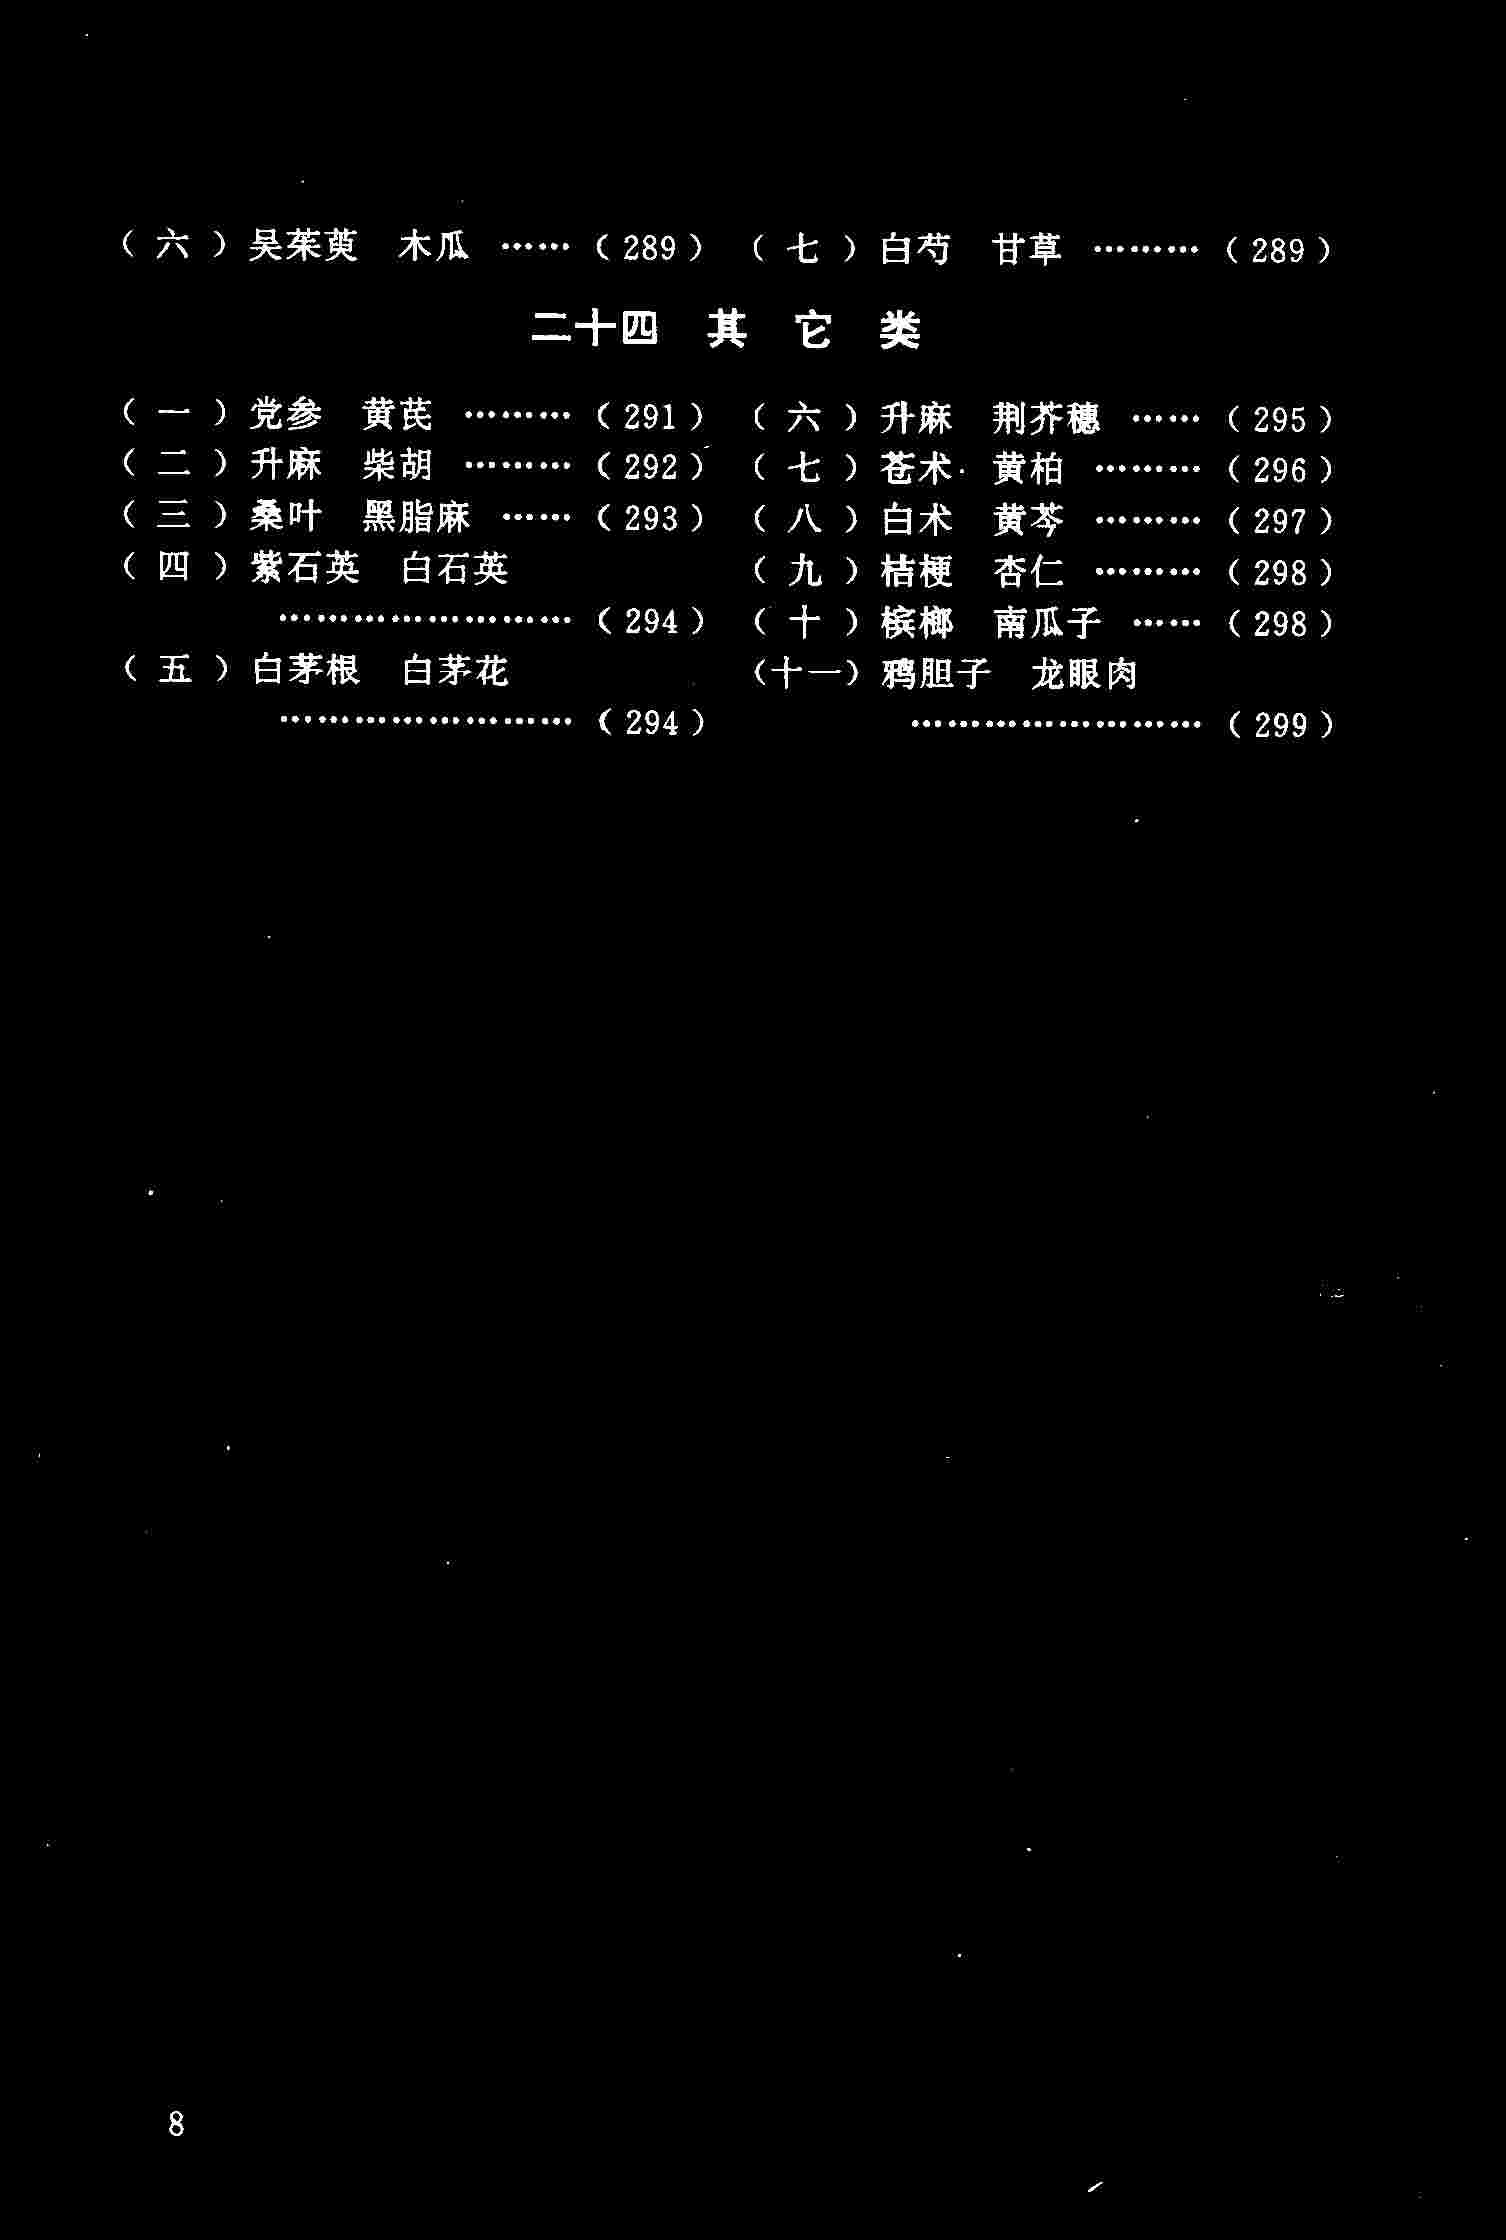 （六）吴茱萸　木瓜 ……（289）
（七）白芍　甘草 ………（289）
二十四　其　它　类
（一）党参　黄芪 ………（291）
（二）升麻　柴胡 ………（292）
（三）桑叶　黑脂麻 ……（293）
（四）紫石英　白石英
……………………（294）
（五）白茅根　白茅花
……………………（294）
（六）升麻　荆芥穗 ……（295）
（七）苍术　黄柏 ………（296）
（八）白术　黄芩 ………（297）
（九）桔梗　杏仁 ………（298）
（十）槟榔　南瓜子 ……（298）
（十一）鸦胆子　龙眼肉
……………………（299）
8